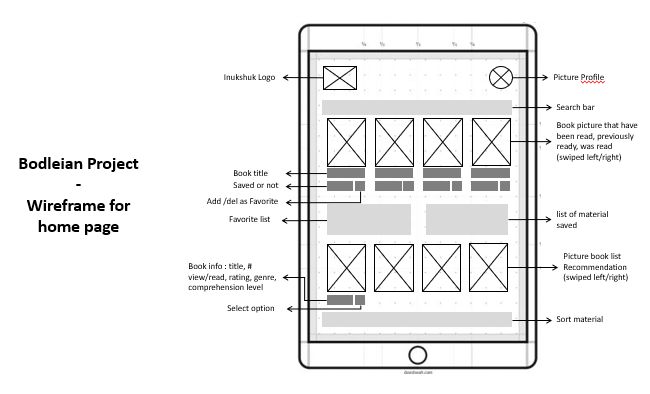 Bodleian Project
-
Wireframe for
home page
Inukshuk Logo
Picture Profile
Search bar
Book picture that have
been read, previously
ready, was read
(swiped left/right)
Book title
Saved or not
Add /del as Favorite
Favorite list
list of material
saved
Book info : title, #
view/read, rating, genre,
comprehension level
Picture book list
Recommendation
(swiped left/right)
Select option
Sort material